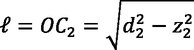 ℓ = OC₂ = √(d₂² − z₂²)